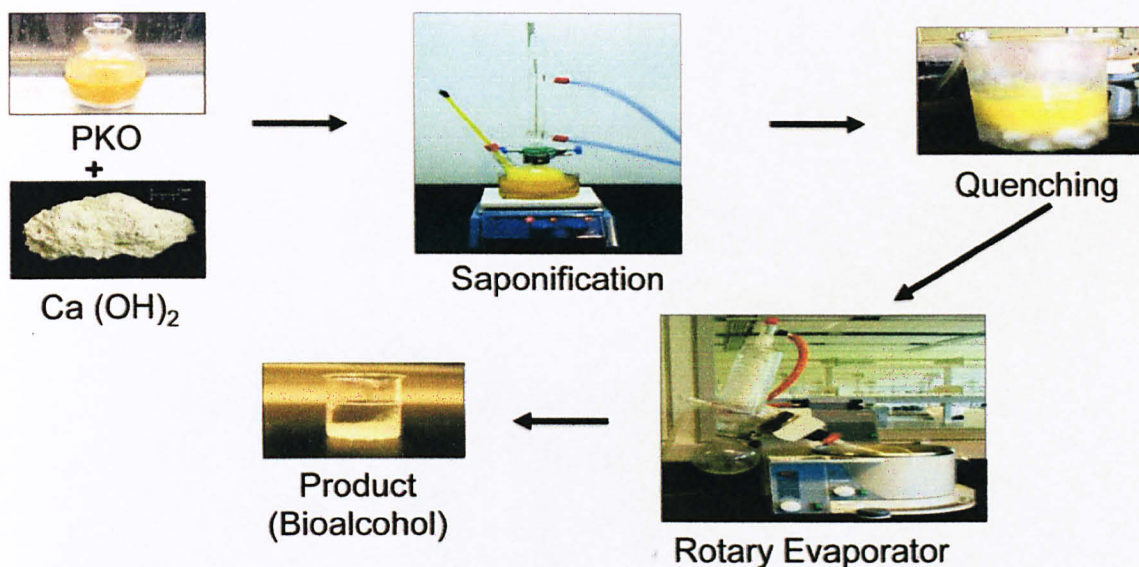 PKO
+
Ca (OH)₂
Saponification
Quenching
Rotary Evaporator
Product
(Bioalcohol)